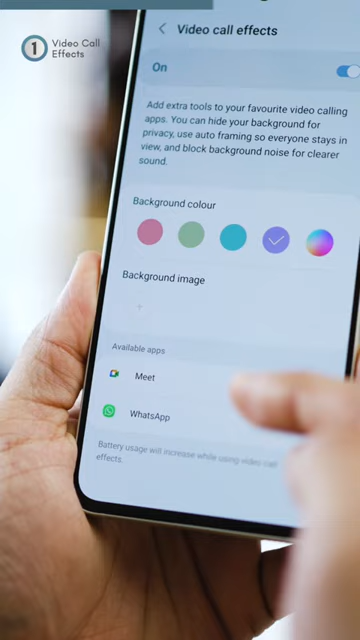 1 Video Call
Effects
Video call effects
On
Add extra tools to your favourite video calling
apps. You can hide your background for
privacy, use auto framing so everyone stays in
view, and block background noise for clearer
sound.
Background colour
Background image
Available apps
Meet
WhatsApp
Battery usage will increase while using video call
effects.